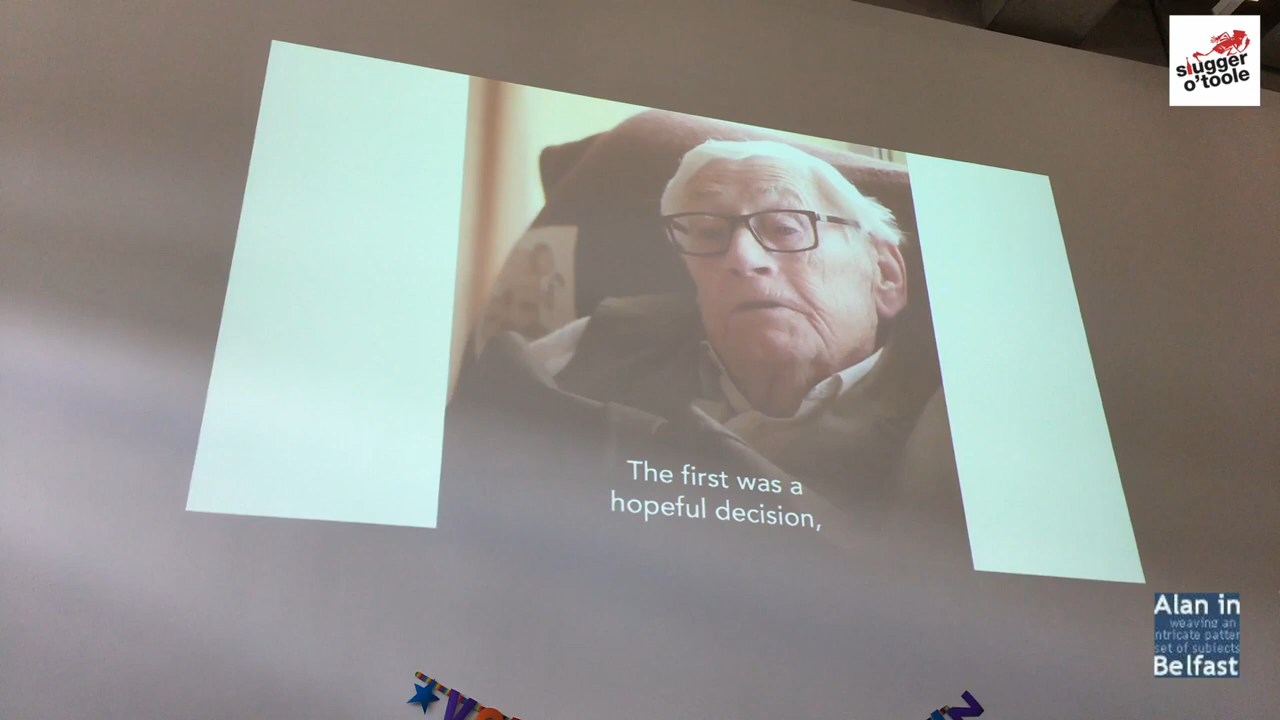 slugger
o'toole
The first was a
hopeful decision,
Alan in
weaving an
ntricate patter
set of subjects
Belfast